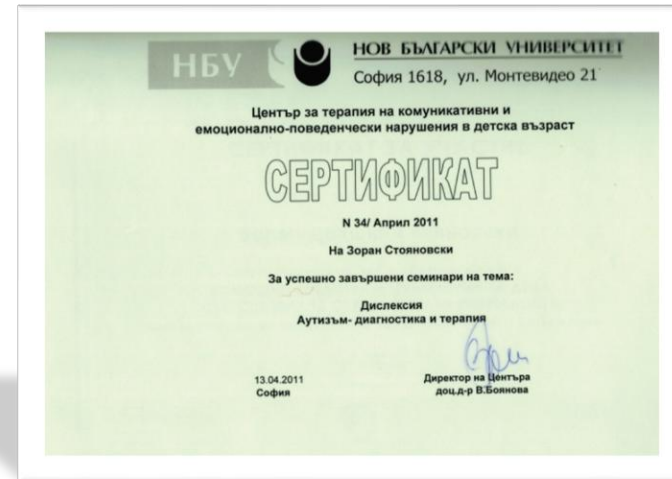 НБУ
НОВ БЪЛГАРСКИ УНИВЕРСИТЕТ
София 1618, ул. Монтевидео 21
Център за терапия на комуникативни и
емоционално-поведенчески нарушения в детска възраст
СЕРТИФИКАТ
N 34/ Април 2011
На Зоран Стояновски
За успешно завършени семинари на тема:
Дислексия
Аутизъм- диагностика и терапия
13.04.2011
София
Директор на Центъра
доц.д-р В.Боянова